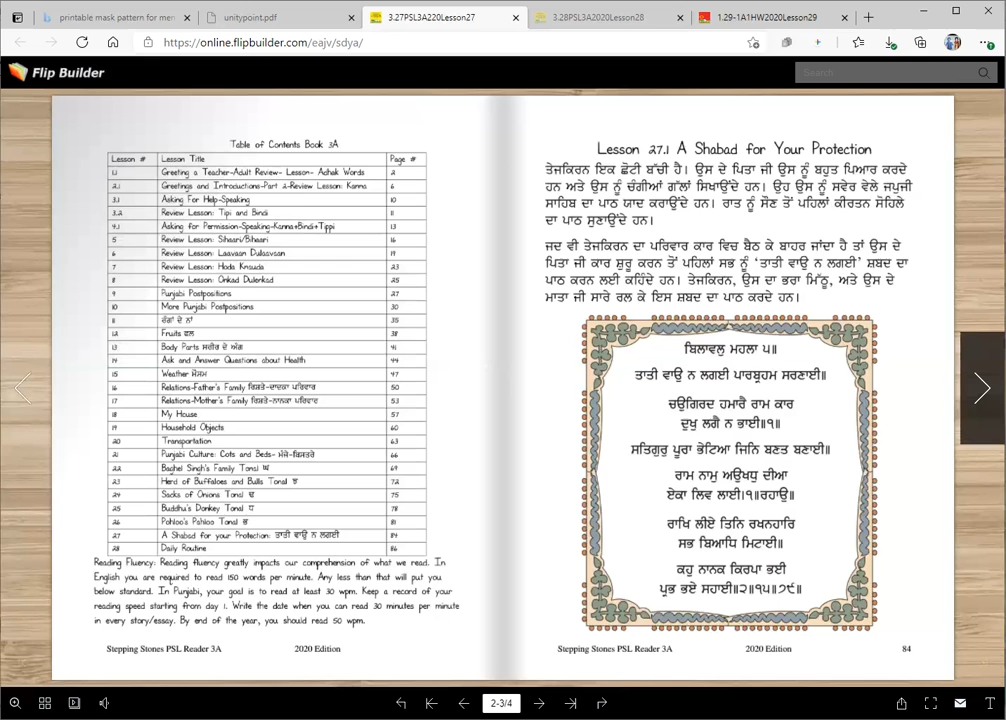 printable mask pattern for mer
unitypoint.pdf
3.27PSL3A220Lesson27
3.28PSL3A2020Lesson28
1.29-1A1HW2020Lesson29
https://online.flipbuilder.com/eajv/sdya/
Flip Builder
Search
Table of Contents Book 3A
Lesson # Lesson Title Page #
1.1 Greeting a Teacher-Adult Review- Lesson- Adhak Words 2
2.1 Greetings and Introductions-Part 2-Review Lesson: Kanna 6
3.1 Asking For Help-Speaking 10
3.2 Review Lesson: Tipi and Bindi 11
4.1 Asking for Permission-Speaking-Kanna+Bindi+Tippi 13
5 Review Lesson: Sihaari/Bihaari 16
6 Review Lesson: Laavaan Dulaavaan 19
7 Review Lesson: Hoda Knauda 23
8 Review Lesson: Onkad Dulenkad 25
9 Punjabi Postpositions 27
10 More Punjabi Postpositions 30
11 ਰੰਗਾਂ ਦੇ ਨਾਂ 35
12 Fruits ਫਲ 38
13 Body Parts ਸਰੀਰ ਦੇ ਅੰਗ 41
14 Ask and Answer Questions about Health 44
15 Weather ਮੌਸਮ 47
16 Relations-Father's Family ਰਿਸ਼ਤੇ-ਦਾਦਕਾ ਪਰਿਵਾਰ 50
17 Relations-Mother's Family ਰਿਸ਼ਤੇ-ਨਾਨਕਾ ਪਰਿਵਾਰ 53
18 My House 57
19 Household Objects 60
20 Transportation 63
21 Punjabi Culture: Cots and Beds- ਮੰਜੇ-ਬਿਸਤਰੇ 66
22 Baghel Singh's Family Tonal ਘ 69
23 Herd of Buffaloes and Bulls Tonal ਝ 72
24 Sacks of Onions Tonal ਢ 75
25 Buddhu's Donkey Tonal ਧ 78
26 Pohloo's Pahloo Tonal ਭ 81
27 A Shabad for your Protection: ਤਾਤੀ ਵਾਉ ਨ ਲਗਈ 84
28 Daily Routine 86
Reading Fluency: Reading fluency greatly impacts our comprehension of what we read. In
English you are required to read 150 words per minute. Any less than that will put you
below standard. In Punjabi, your goal is to read at least 30 wpm. Keep a record of your
reading speed starting from day 1. Write the date when you can read 30 minutes per minute
in every story/essay. By end of the year, you should read 50 wpm.
Stepping Stones PSL Reader 3A 2020 Edition
Lesson 27.1 A Shabad for Your Protection
ਤੇਜਕਿਰਨ ਇਕ ਛੋਟੀ ਬੱਚੀ ਹੈ। ਉਸ ਦੇ ਪਿਤਾ ਜੀ ਉਸ ਨੂੰ ਬਹੁਤ ਪਿਆਰ ਕਰਦੇ
ਹਨ ਅਤੇ ਉਸ ਨੂੰ ਚੰਗੀਆਂ ਗੱਲਾਂ ਸਿਖਾਉਂਦੇ ਹਨ। ਉਹ ਉਸ ਨੂੰ ਸਵੇਰ ਵੇਲੇ ਜਪੁਜੀ
ਸਾਹਿਬ ਦਾ ਪਾਠ ਯਾਦ ਕਰਾਉਂਦੇ ਹਨ। ਰਾਤ ਨੂੰ ਸੌਣ ਤੋਂ ਪਹਿਲਾਂ ਕੀਰਤਨ ਸੋਹਿਲੇ
ਦਾ ਪਾਠ ਸੁਣਾਉਂਦੇ ਹਨ।
ਜਦ ਵੀ ਤੇਜਕਿਰਨ ਦਾ ਪਰਿਵਾਰ ਕਾਰ ਵਿਚ ਬੈਠ ਕੇ ਬਾਹਰ ਜਾਂਦਾ ਹੈ ਤਾਂ ਉਸ ਦੇ
ਪਿਤਾ ਜੀ ਕਾਰ ਸ਼ੁਰੂ ਕਰਨ ਤੋਂ ਪਹਿਲਾਂ ਸਭ ਨੂੰ ‘ਤਾਤੀ ਵਾਉ ਨ ਲਗਈ’ ਸ਼ਬਦ ਦਾ
ਪਾਠ ਕਰਨ ਲਈ ਕਹਿੰਦੇ ਹਨ। ਤੇਜਕਿਰਨ, ਉਸ ਦਾ ਭਰਾ ਮਿੱਠੂ, ਅਤੇ ਉਸ ਦੇ
ਮਾਤਾ ਜੀ ਸਾਰੇ ਰਲ ਕੇ ਇਸ ਸ਼ਬਦ ਦਾ ਪਾਠ ਕਰਦੇ ਹਨ।
ਬਿਲਾਵਲੁ ਮਹਲਾ ੫॥
ਤਾਤੀ ਵਾਉ ਨ ਲਗਈ ਪਾਰਬ੍ਰਹਮ ਸਰਣਾਈ॥
ਚਉਗਿਰਦ ਹਮਾਰੈ ਰਾਮ ਕਾਰ
ਦੁਖੁ ਲਗੈ ਨ ਭਾਈ॥੧॥
ਸਤਿਗੁਰੁ ਪੂਰਾ ਭੇਟਿਆ ਜਿਨਿ ਬਣਤ ਬਣਾਈ॥
ਰਾਮ ਨਾਮੁ ਅਉਖਧੁ ਦੀਆ
ਏਕਾ ਲਿਵ ਲਾਈ।੧॥ਰਹਾਉ॥
ਰਾਖਿ ਲੀਏ ਤਿਨਿ ਰਖਨਹਾਰਿ
ਸਭ ਬਿਆਧਿ ਮਿਟਾਈ॥
ਕਹੁ ਨਾਨਕ ਕਿਰਪਾ ਭਈ
ਪ੍ਰਭ ਭਏ ਸਹਾਈ॥੨॥੧੫॥੭੯॥
Stepping Stones PSL Reader 3A 2020 Edition 84
2-3/4